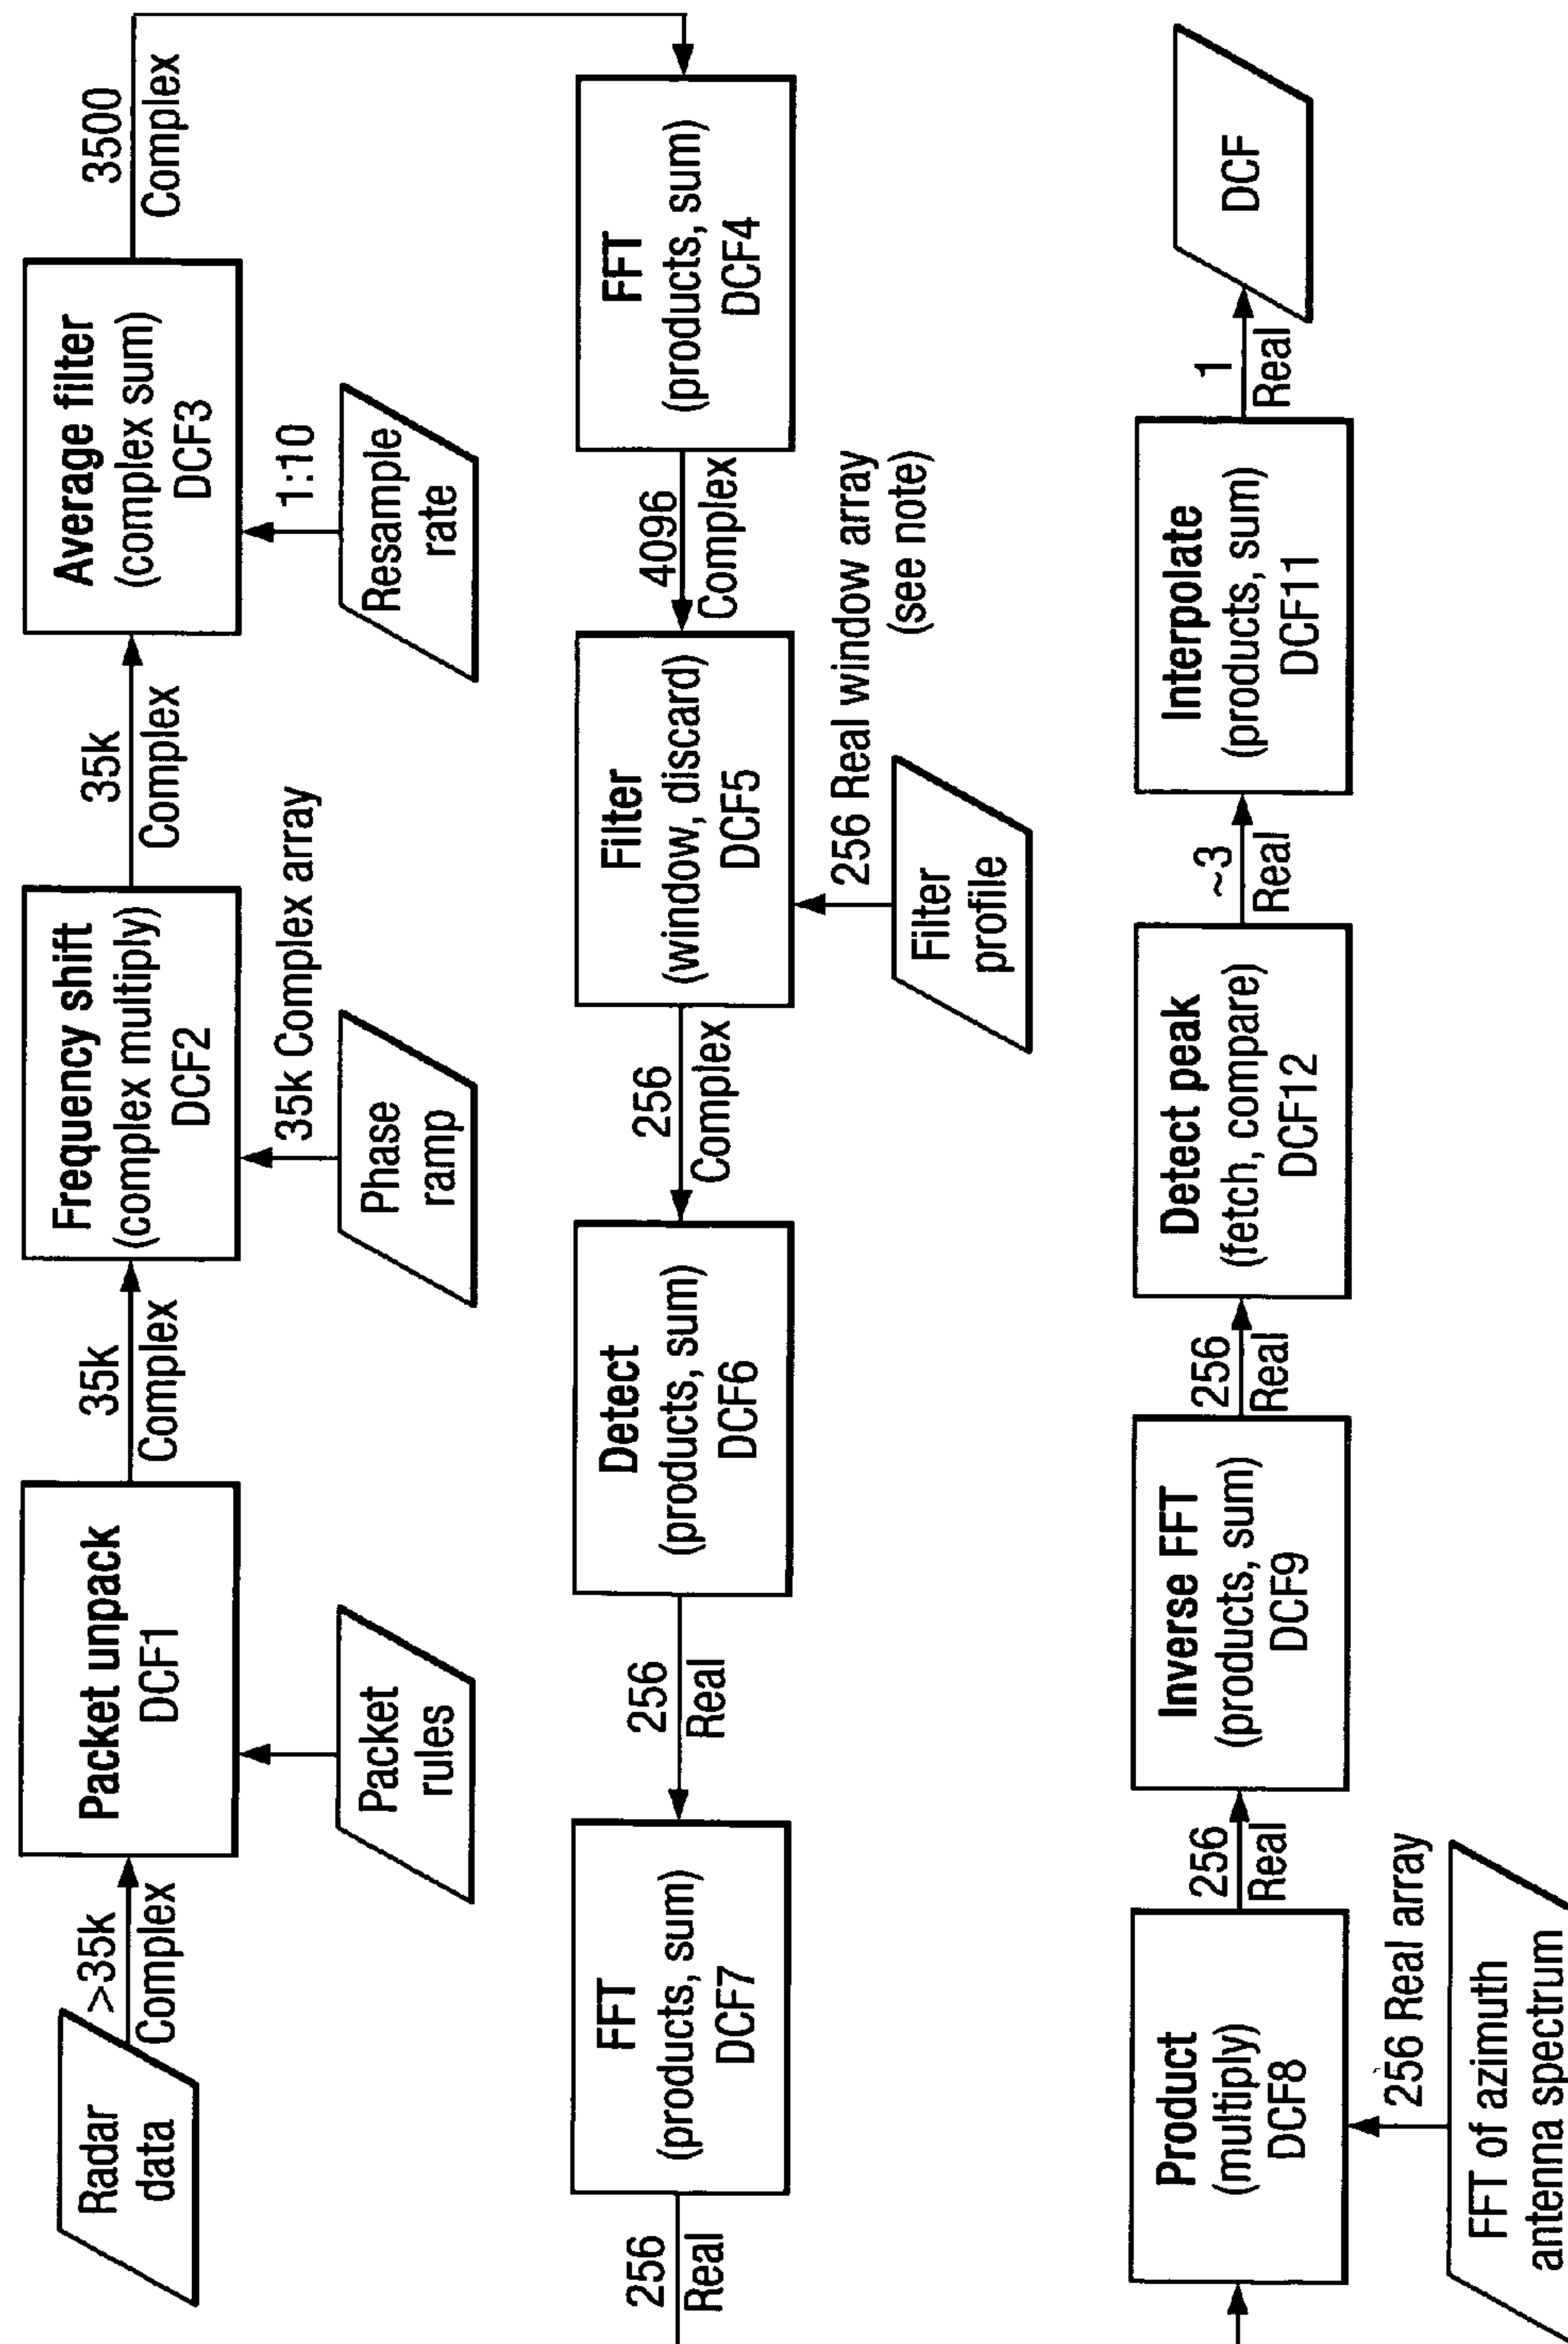 Radar
data
>35k
Complex
Packet unpack
DCF1
Packet
rules
35k
Complex
Frequency shift
(complex multiply)
DCF2
35k Complex array
Phase
ramp
35k
Complex
Average filter
(complex sum)
DCF3
1:10
Resample
rate
3500
Complex
FFT
(products, sum)
DCF4
4096
Complex
Filter
(window, discard)
DCF5
256 Real window array
(see note)
Filter
profile
256
Complex
Detect
(products, sum)
DCF6
256
Real
FFT
(products, sum)
DCF7
256
Real
Product
(multiply)
DCF8
256 Real array
FFT of azimuth
antenna spectrum
256
Real
Inverse FFT
(products, sum)
DCF9
256
Real
Detect peak
(fetch, compare)
DCF12
~3
Real
Interpolate
(products, sum)
DCF11
1
Real
DCF